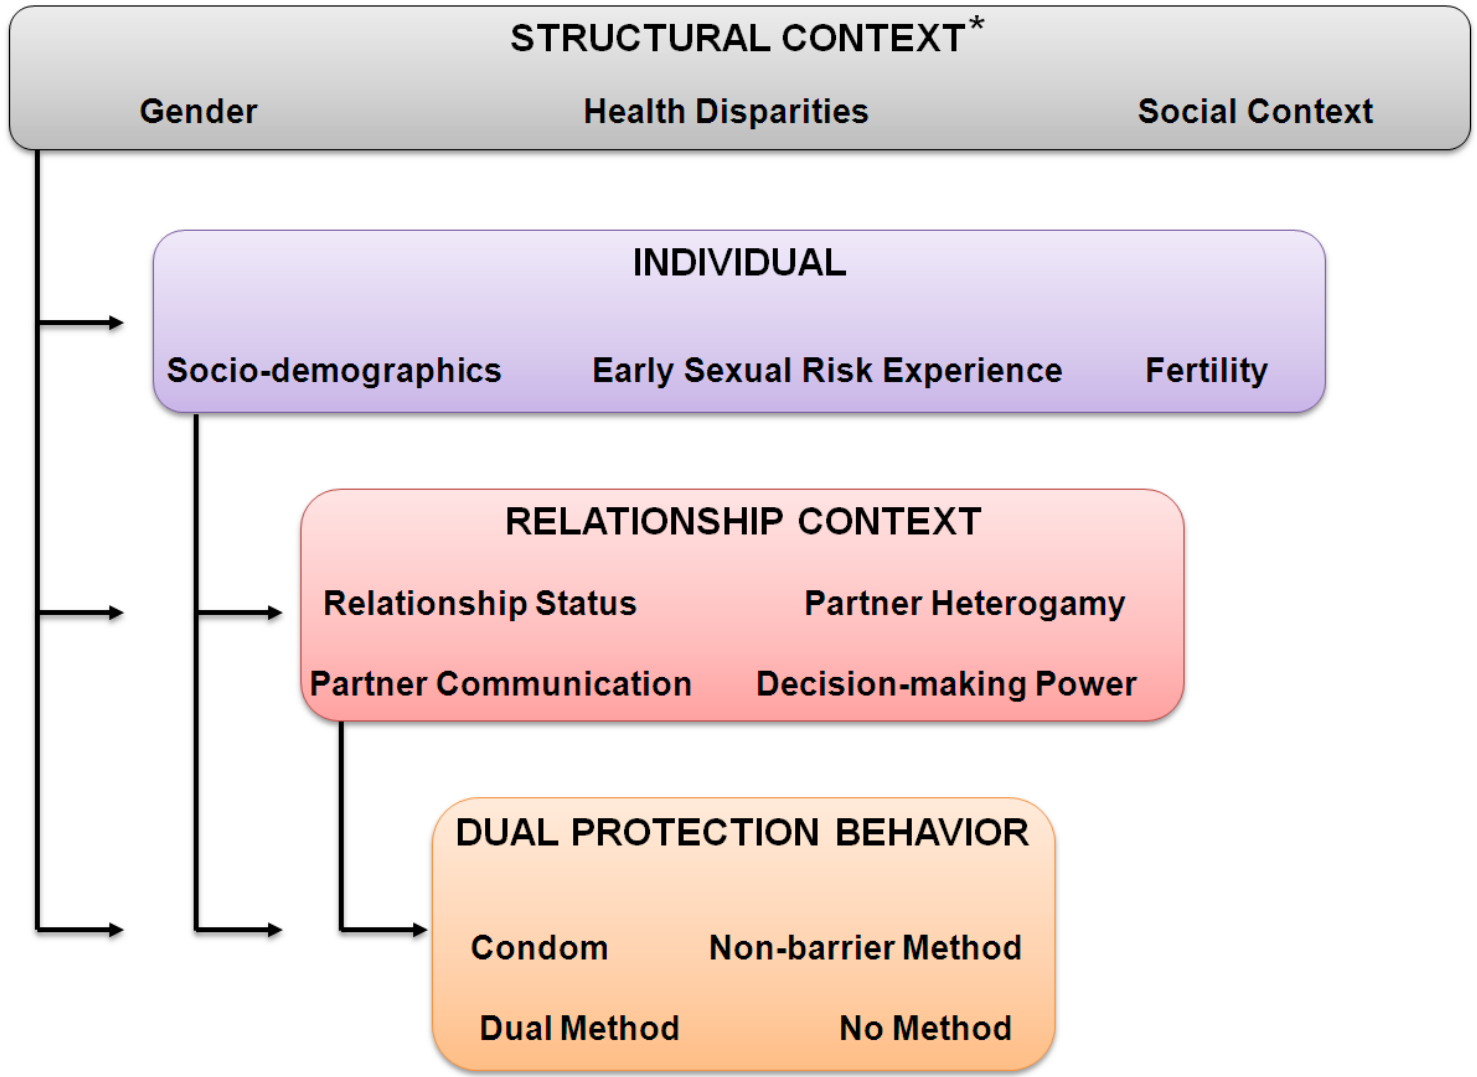 STRUCTURAL CONTEXT*
Gender Health Disparities Social Context
INDIVIDUAL
Socio-demographics Early Sexual Risk Experience Fertility
RELATIONSHIP CONTEXT
Relationship Status Partner Heterogamy
Partner Communication Decision-making Power
DUAL PROTECTION BEHAVIOR
Condom Non-barrier Method
Dual Method No Method